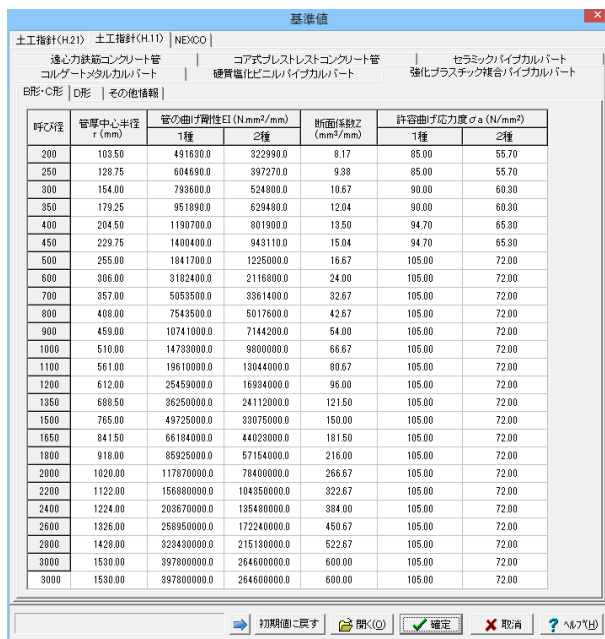 基準値
土工指針(H.21) 土工指針(H.11) NEXCO
遠心力鉄筋コンクリート管 コア式プレストレストコンクリート管 セラミックパイプカルバート
コルゲートメタルカルバート 硬質塩化ビニルパイプカルバート 強化プラスチック複合パイプカルバート
B形・C形 D形 その他情報
呼び径 管厚中心半径 r (mm) 管の曲げ剛性EI(N.mm²/mm) 断面係数Z (mm³/mm) 許容曲げ応力度σa(N/mm²)
1種 2種 1種 2種
200 103.50 491630.0 322990.0 8.17 85.00 55.70
250 128.75 604690.0 397270.0 9.38 85.00 55.70
300 154.00 793600.0 524800.0 10.67 90.00 60.30
350 179.25 951890.0 629480.0 12.04 90.00 60.30
400 204.50 1190700.0 801900.0 13.50 94.70 65.30
450 229.75 1400400.0 943110.0 15.04 94.70 65.30
500 255.00 1841700.0 1225000.0 16.67 105.00 72.00
600 306.00 3182400.0 2116800.0 24.00 105.00 72.00
700 357.00 5053500.0 3361400.0 32.67 105.00 72.00
800 408.00 7543500.0 5017600.0 42.67 105.00 72.00
900 459.00 10741000.0 7144200.0 54.00 105.00 72.00
1000 510.00 14733000.0 9800000.0 66.67 105.00 72.00
1100 561.00 19610000.0 13044000.0 80.67 105.00 72.00
1200 612.00 25459000.0 16934000.0 96.00 105.00 72.00
1350 688.50 36250000.0 24112000.0 121.50 105.00 72.00
1500 765.00 49725000.0 33075000.0 150.00 105.00 72.00
1650 841.50 66184000.0 44023000.0 181.50 105.00 72.00
1800 918.00 85925000.0 57154000.0 216.00 105.00 72.00
2000 1020.00 117870000.0 78400000.0 266.67 105.00 72.00
2200 1122.00 156880000.0 104350000.0 322.67 105.00 72.00
2400 1224.00 203670000.0 135480000.0 384.00 105.00 72.00
2600 1326.00 258950000.0 172240000.0 450.67 105.00 72.00
2800 1428.00 323430000.0 215130000.0 522.67 105.00 72.00
3000 1530.00 397800000.0 264600000.0 600.00 105.00 72.00
3000 1530.00 397800000.0 264600000.0 600.00 105.00 72.00
初期値に戻す 開く(O) 確定 取消 ヘルプ(H)